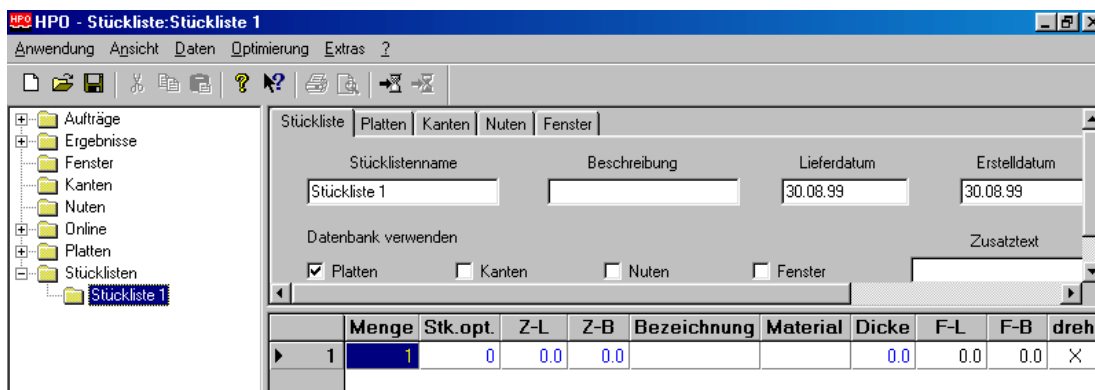 HPO - Stückliste:Stückliste 1
Anwendung Ansicht Daten Optimierung Extras ?
Aufträge
Ergebnisse
Fenster
Kanten
Nuten
Online
Platten
Stücklisten
Stückliste 1
Stückliste Platten Kanten Nuten Fenster
Stücklistenname Beschreibung Lieferdatum Erstelldatum
Stückliste 1 30.08.99 30.08.99
Datenbank verwenden Zusatztext
Platten Kanten Nuten Fenster
Menge Stk.opt. Z-L Z-B Bezeichnung Material Dicke F-L F-B dreh
1 1 0 0.0 0.0 0.0 0.0 0.0 X